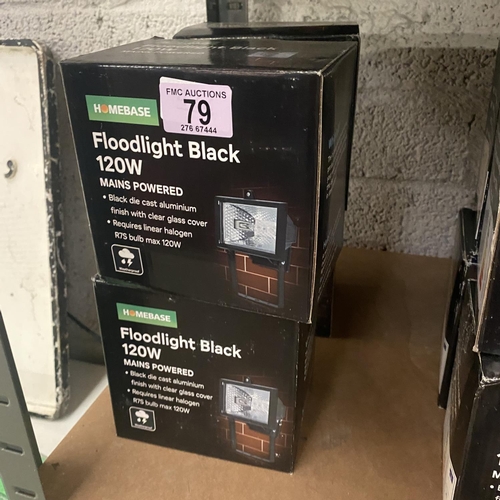 FMC AUCTIONS
79
276 67444
HOMEBASE
Floodlight Black
120W
MAINS POWERED
• Black die cast aluminium
finish with clear glass cover
• Requires linear halogen
R7S bulb max 120W
Weatherproof
HOMEBASE
Floodlight Black
120W
MAINS POWERED
• Black die cast aluminium
finish with clear glass cover
• Requires linear halogen
R7S bulb max 120W
Weatherproof